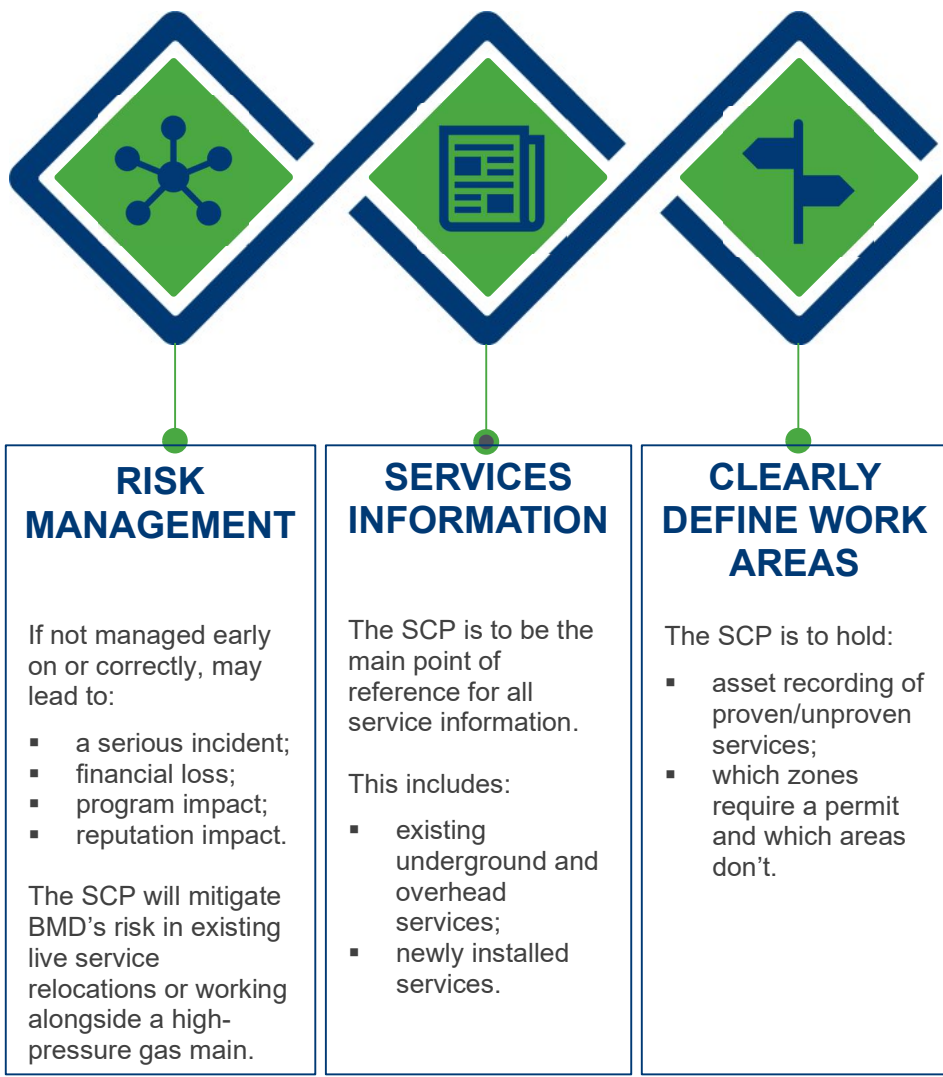 RISK
MANAGEMENT
If not managed early
on or correctly, may
lead to:
▪ a serious incident;
▪ financial loss;
▪ program impact;
▪ reputation impact.
The SCP will mitigate
BMD’s risk in existing
live service
relocations or working
alongside a high-
pressure gas main.
SERVICES
INFORMATION
The SCP is to be the
main point of
reference for all
service information.
This includes:
▪ existing
underground and
overhead
services;
▪ newly installed
services.
CLEARLY
DEFINE WORK
AREAS
The SCP is to hold:
▪ asset recording of
proven/unproven
services;
▪ which zones
require a permit
and which areas
don’t.